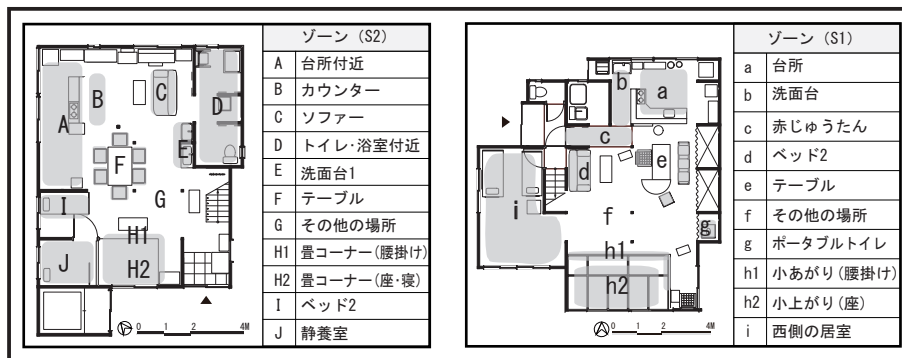 ゾーン (S2)
A 台所付近
B カウンター
C ソファー
D トイレ・浴室付近
E 洗面台1
F テーブル
G その他の場所
H1 畳コーナー(腰掛け)
H2 畳コーナー(座・寝)
I ベッド2
J 静養室
A
B
C
D
E
F
G
I
H1
H2
J
0 1 2 4M
ゾーン (S1)
a 台所
b 洗面台
c 赤じゅうたん
d ベッド2
e テーブル
f その他の場所
g ポータブルトイレ
h1 小あがり(腰掛け)
h2 小上がり(座)
i 西側の居室
a
b
c
d
e
i
f
g
h1
h2
0 1 2 4M